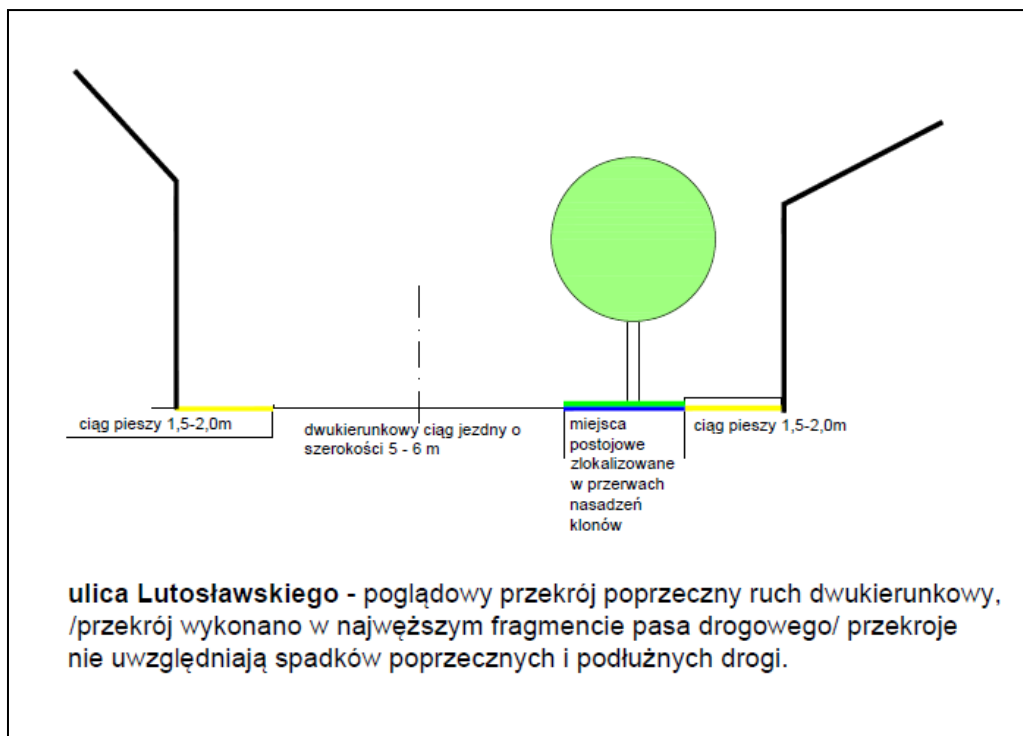 ciąg pieszy 1,5-2,0m
dwukierunkowy ciąg jezdny o
szerokości 5 - 6 m
miejsca
postojowe
zlokalizowane
w przerwach
nasadzeń
klonów
ciąg pieszy 1,5-2,0m
ulica Lutosławskiego - poglądowy przekrój poprzeczny ruch dwukierunkowy,
/przekrój wykonano w najwęższym fragmencie pasa drogowego/ przekroje
nie uwzględniają spadków poprzecznych i podłużnych drogi.